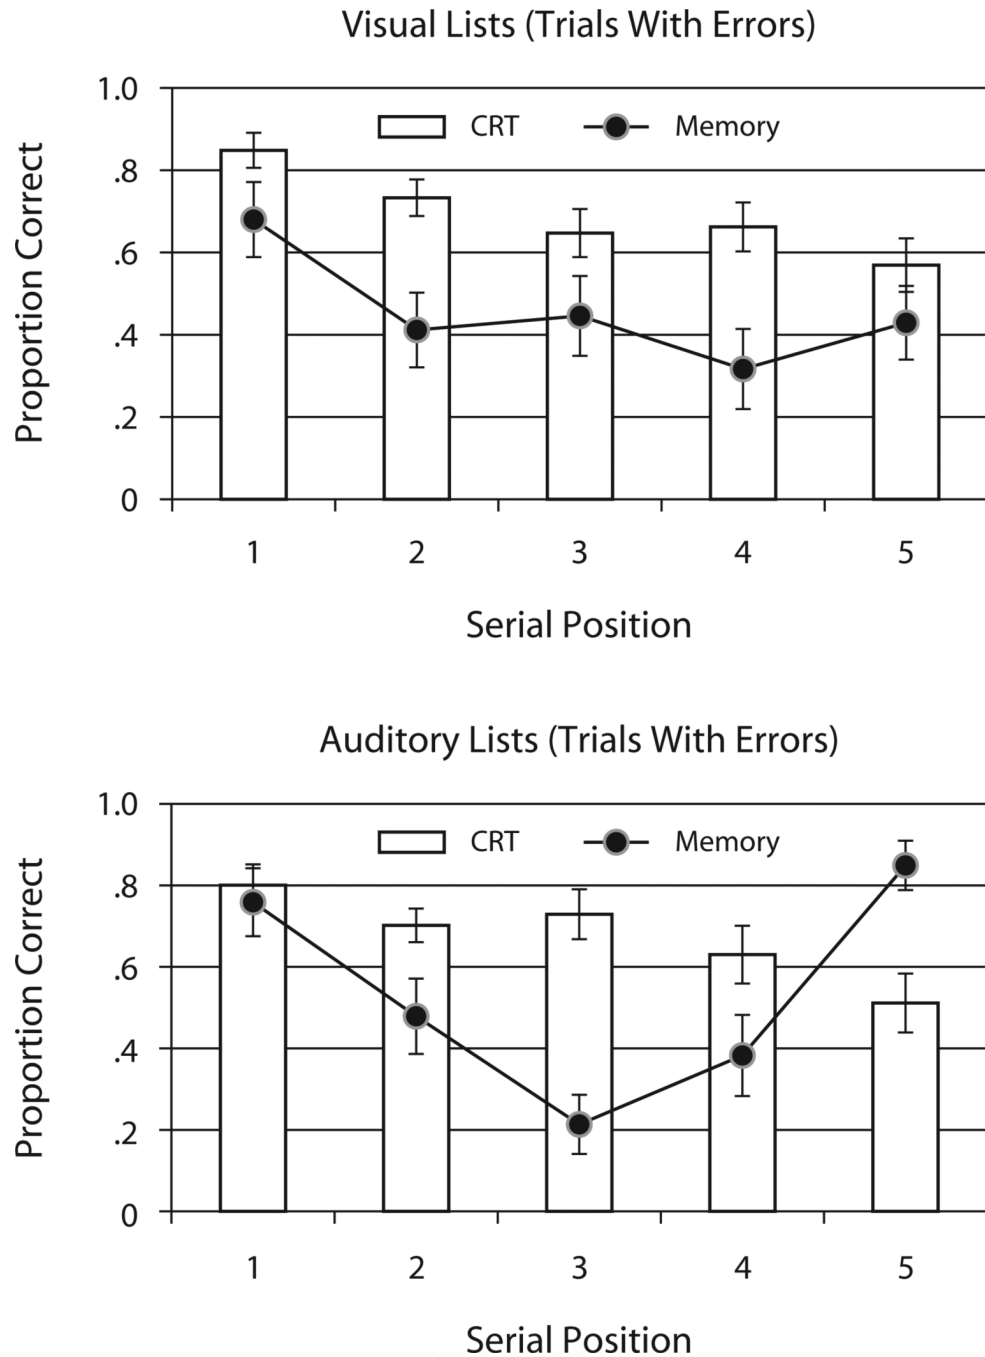 Visual Lists (Trials With Errors)
1.0
CRT
Memory
.8
.6
.4
.2
0
Proportion Correct
1 2 3 4 5
Serial Position
Auditory Lists (Trials With Errors)
1.0
CRT
Memory
.8
.6
.4
.2
0
Proportion Correct
1 2 3 4 5
Serial Position